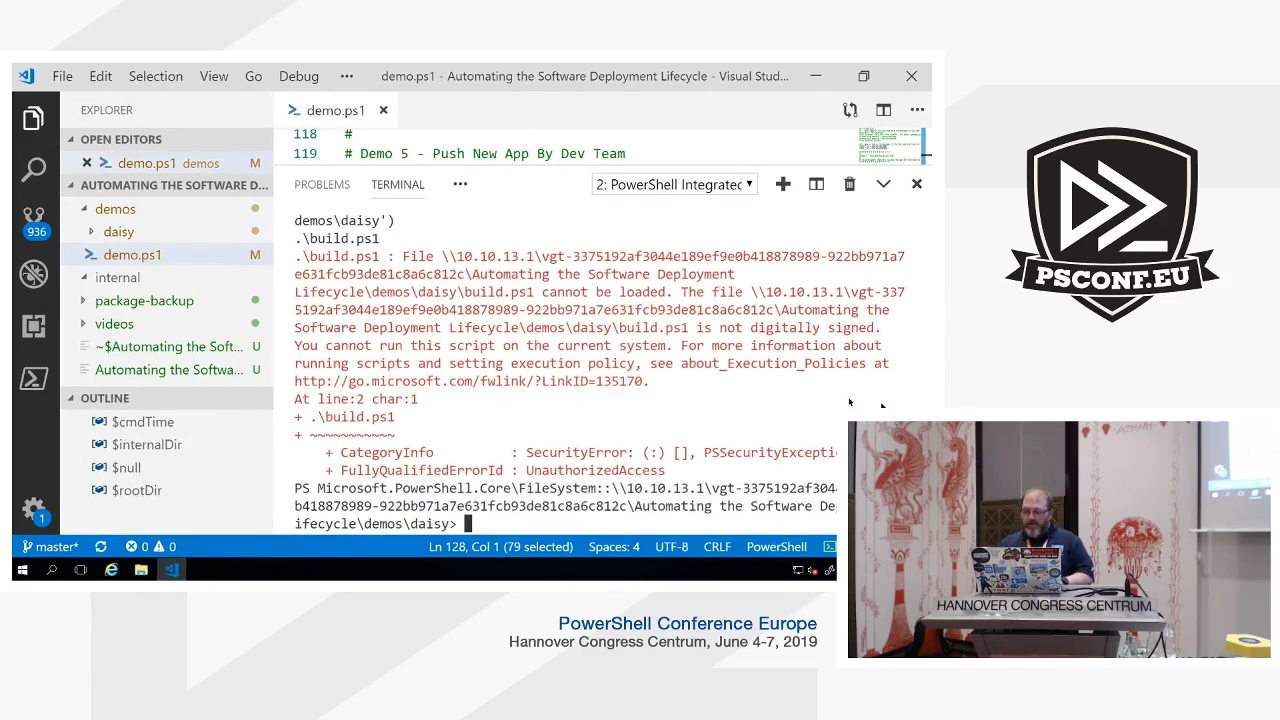 File Edit Selection View Go Debug ··· demo.ps1 - Automating the Software Deployment Lifecycle - Visual Stud...
EXPLORER
OPEN EDITORS
demo.ps1 demos M
AUTOMATING THE SOFTWARE D...
demos
daisy
demo.ps1 M
internal
package-backup
videos
~$Automating the Soft... U
Automating the Softwa... U
OUTLINE
$cmdTime
$internalDir
$null
$rootDir
936
1
demo.ps1
118 #
119 # Demo 5 - Push New App By Dev Team
PROBLEMS TERMINAL ··· 2: PowerShell Integratec
demos\daisy')
.\build.ps1
.\build.ps1 : File \\10.10.13.1\vgt-3375192af3044e189ef9e0b418878989-922bb971a7
e631fcb93de81c8a6c812c\Automating the Software Deployment
Lifecycle\demos\daisy\build.ps1 cannot be loaded. The file \\10.10.13.1\vgt-337
5192af3044e189ef9e0b418878989-922bb971a7e631fcb93de81c8a6c812c\Automating the
Software Deployment Lifecycle\demos\daisy\build.ps1 is not digitally signed.
You cannot run this script on the current system. For more information about
running scripts and setting execution policy, see about_Execution_Policies at
http://go.microsoft.com/fwlink/?LinkID=135170.
At line:2 char:1
+ .\build.ps1
+ ~~~~~~~~~~~
+ CategoryInfo : SecurityError: (:) [], PSSecurityExcepti
+ FullyQualifiedErrorId : UnauthorizedAccess
PS Microsoft.PowerShell.Core\FileSystem::\\10.10.13.1\vgt-3375192af3044
b418878989-922bb971a7e631fcb93de81c8a6c812c\Automating the Software De
ifecycle\demos\daisy>
master* 0 0 Ln 128, Col 1 (79 selected) Spaces: 4 UTF-8 CRLF PowerShell
PSCONF.EU
HANNOVER CONGRESS CENTRUM
PowerShell Conference Europe
Hannover Congress Centrum, June 4-7, 2019